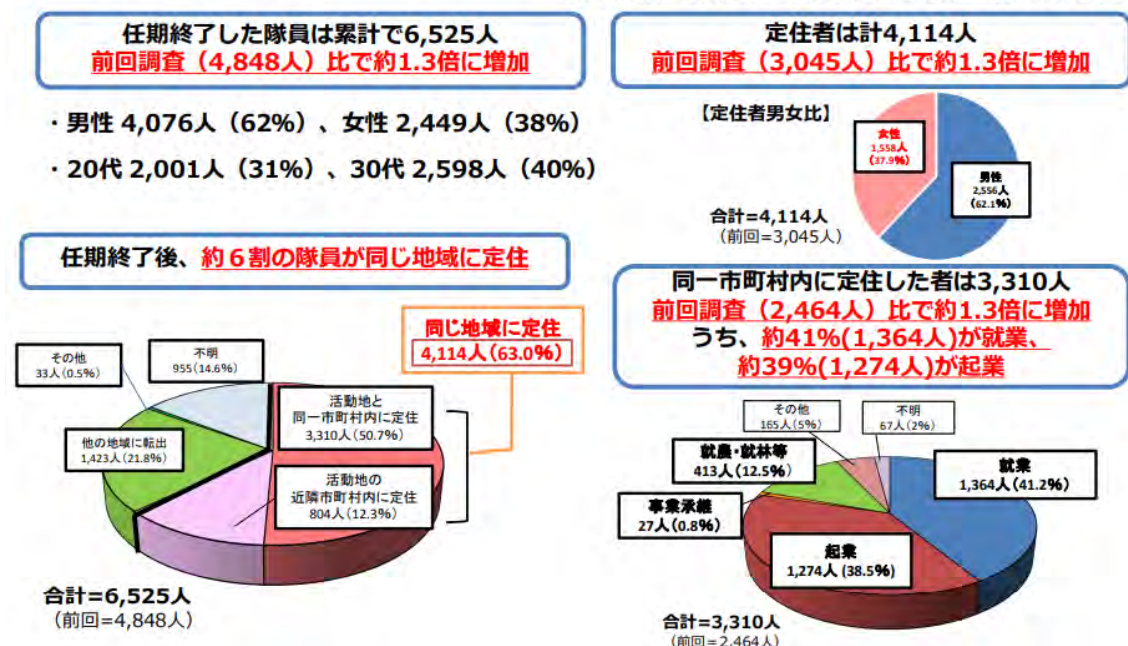 任期終了した隊員は累計で6,525人
前回調査（4,848人）比で約1.3倍に増加
・男性 4,076人（62%）、女性 2,449人（38%）
・20代 2,001人（31%）、30代 2,598人（40%）
任期終了後、約６割の隊員が同じ地域に定住
同じ地域に定住
4,114人（63.0%）
その他
33人（0.5%）
不明
955（14.6%）
活動地と
同一市町村内に定住
3,310人（50.7%）
他の地域に転出
1,423人（21.8%）
活動地の
近隣市町村内に定住
804人（12.3%）
合計=6,525人
（前回=4,848人）
定住者は計4,114人
前回調査（3,045人）比で約1.3倍に増加
【定住者男女比】
女性
1,558人
（37.9%）
男性
2,556人
（62.1%）
合計=4,114人
（前回=3,045人）
同一市町村内に定住した者は3,310人
前回調査（2,464人）比で約1.3倍に増加
うち、約41%(1,364人)が就業、
約39%(1,274人)が起業
その他
165人（5%）
不明
67人（2%）
就農・就林等
413人（12.5%）
就業
1,364人（41.2%）
事業承継
27人（0.8%）
起業
1,274人 (38.5%)
合計=3,310人
（前回=2,464人）